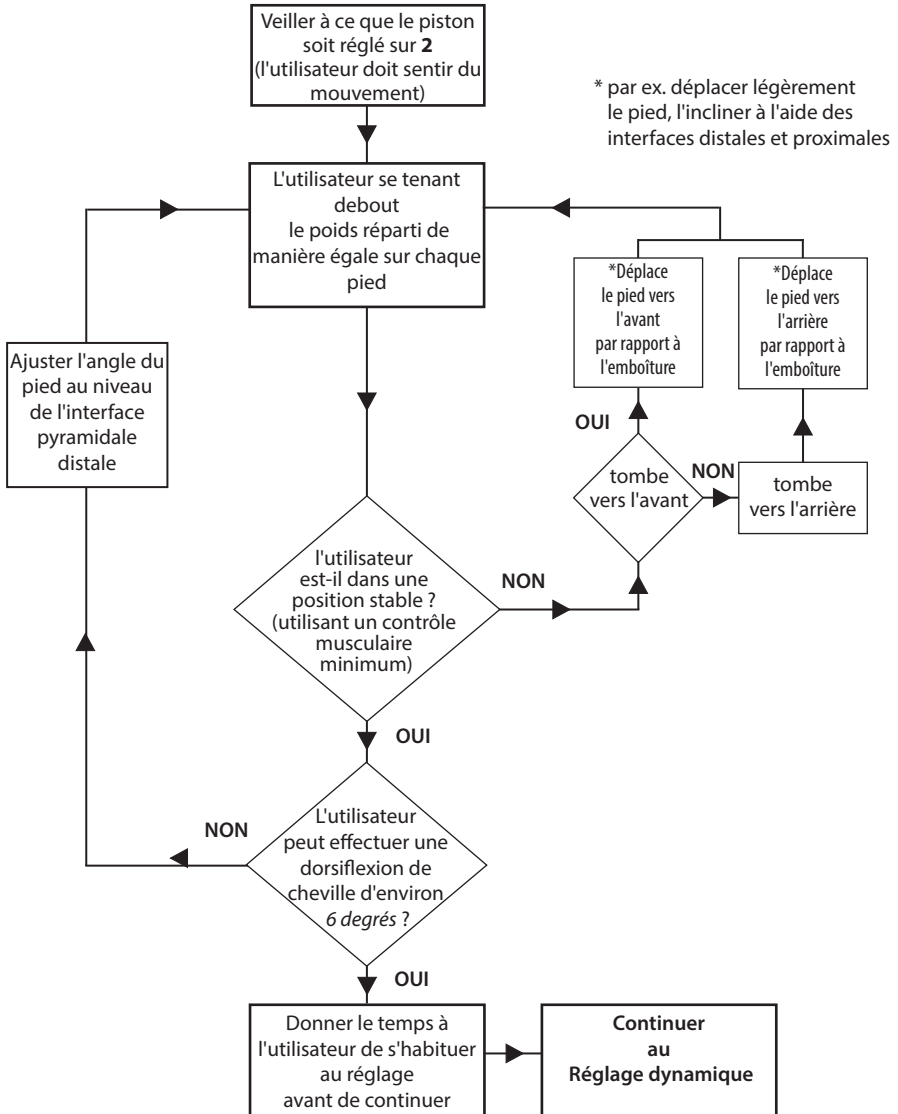 Veiller à ce que le piston
soit réglé sur 2
(l'utilisateur doit sentir du
mouvement)
* par ex. déplacer légèrement
le pied, l'incliner à l'aide des
interfaces distales et proximales
L'utilisateur se tenant
debout
le poids réparti de
manière égale sur chaque
pied
*Déplace
le pied vers
l'avant
par rapport à
l'emboîture
*Déplace
le pied vers
l'arrière
par rapport à
l'emboîture
Ajuster l'angle du
pied au niveau
de l'interface
pyramidale
distale
OUI
tombe
vers l'avant
NON
tombe
vers l'arrière
l'utilisateur
est-il dans une
position stable ?
(utilisant un contrôle
musculaire
minimum)
NON
OUI
L'utilisateur
peut effectuer une
dorsiflexion de
cheville d'environ
6 degrés ?
NON
OUI
Donner le temps à
l'utilisateur de s'habituer
au réglage
avant de continuer
Continuer
au
Réglage dynamique